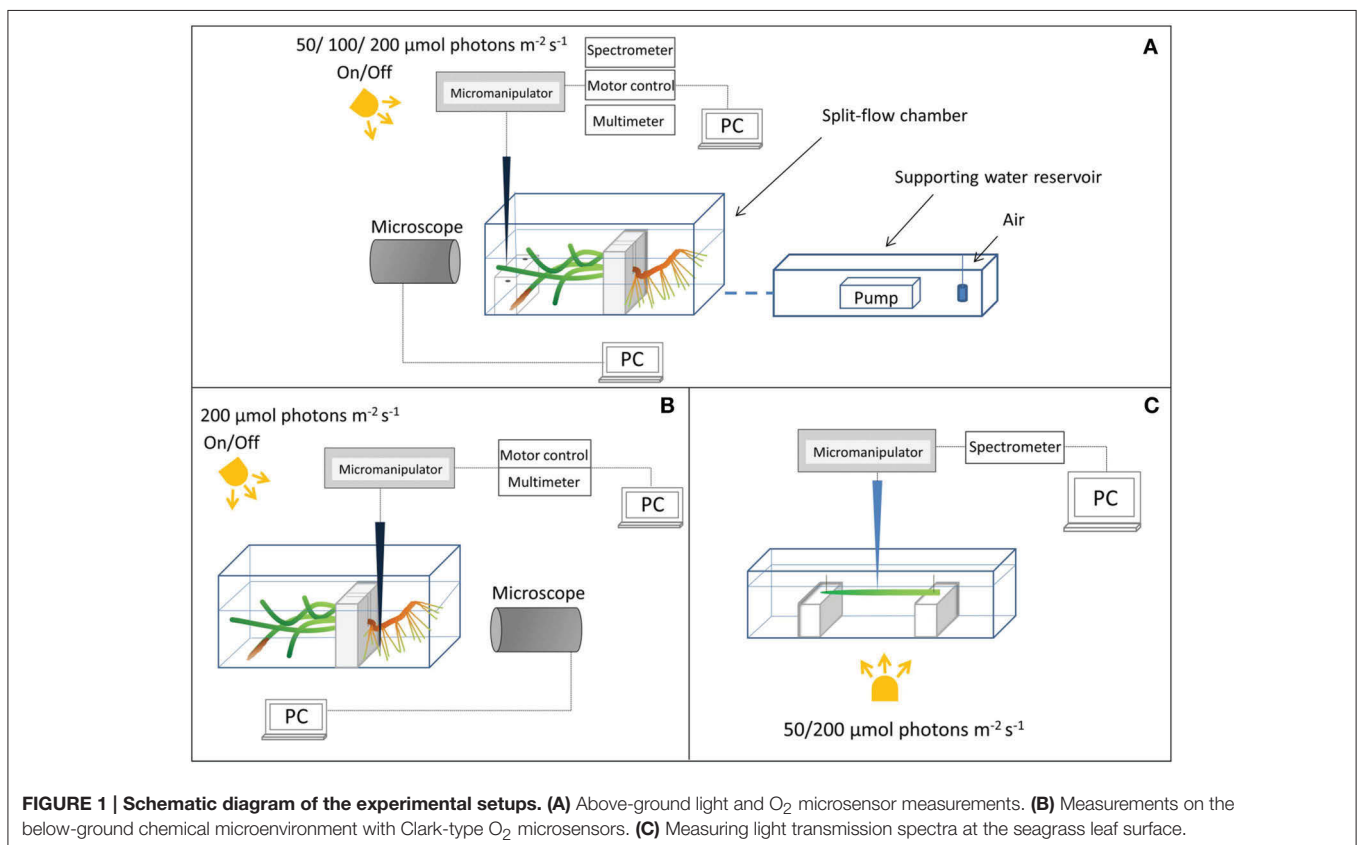 50/ 100/ 200 µmol photons m-2 s-1
On/Off
A
Spectrometer
Micromanipulator
Motor control
Multimeter
PC
Split-flow chamber
Supporting water reservoir
Air
Microscope
Pump
PC
B
200 µmol photons m-2 s-1
On/Off
Micromanipulator
Motor control
Multimeter
PC
Microscope
PC
C
Micromanipulator
Spectrometer
PC
50/200 µmol photons m-2 s-1
FIGURE 1 | Schematic diagram of the experimental setups. (A) Above-ground light and O2 microsensor measurements. (B) Measurements on the
below-ground chemical microenvironment with Clark-type O2 microsensors. (C) Measuring light transmission spectra at the seagrass leaf surface.